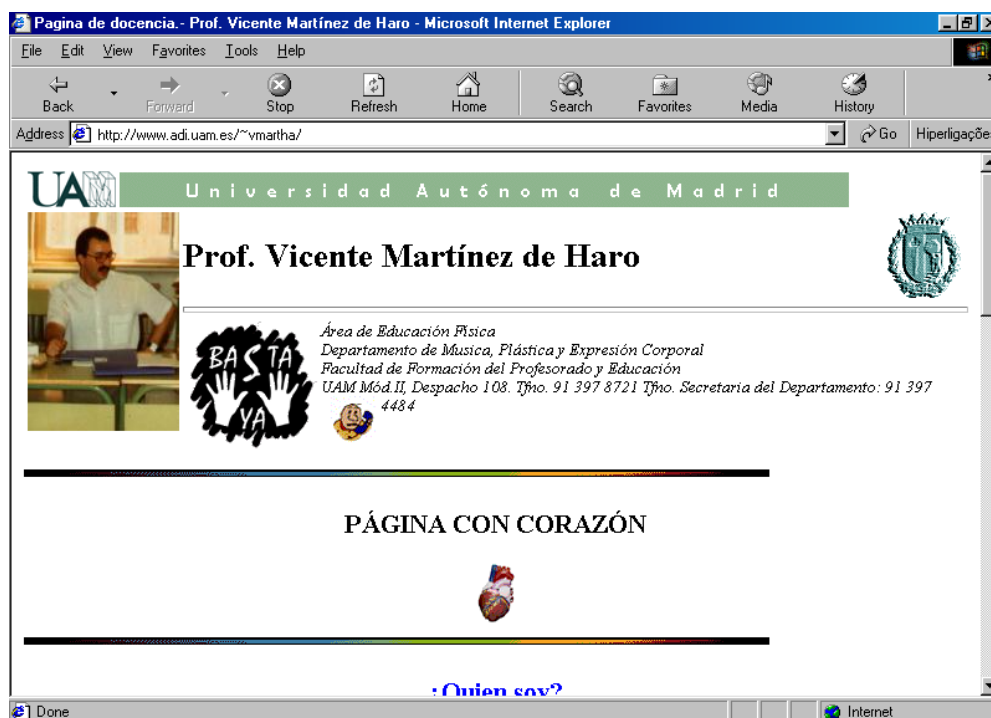 Pagina de docencia.- Prof. Vicente Martínez de Haro - Microsoft Internet Explorer
File Edit View Favorites Tools Help
Back Forward Stop Refresh Home Search Favorites Media History
Address http://www.adi.uam.es/~vmartha/ Go Hiperligaçõe
UAM Universidad Autónoma de Madrid
Prof. Vicente Martínez de Haro
BASTA
YA
Área de Educación Física
Departamento de Musica, Plástica y Expresión Corporal
Facultad de Formación del Profesorado y Educación
UAM Mód.II, Despacho 108. Tfno. 91 397 8721 Tfno. Secretaria del Departamento: 91 397
4484
PÁGINA CON CORAZÓN
¿Quien soy?
Done Internet